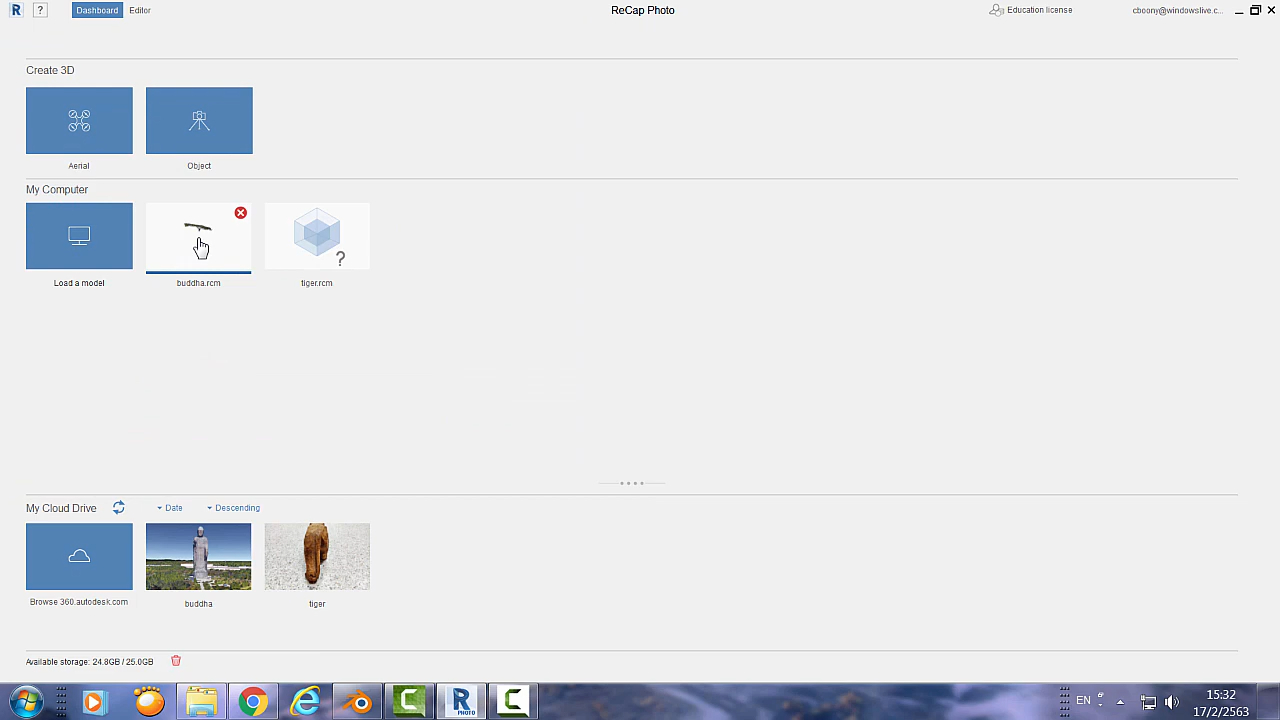 R ? Dashboard Editor ReCap Photo Education license cboony@windowslive.c...
Create 3D
Aerial Object
My Computer
?
Load a model buddha.rcm tiger.rcm
My Cloud Drive Date Descending
Browse 360.autodesk.com buddha tiger
Available storage: 24.8GB / 25.0GB
R PHOTO EN 15:32
17/2/2563